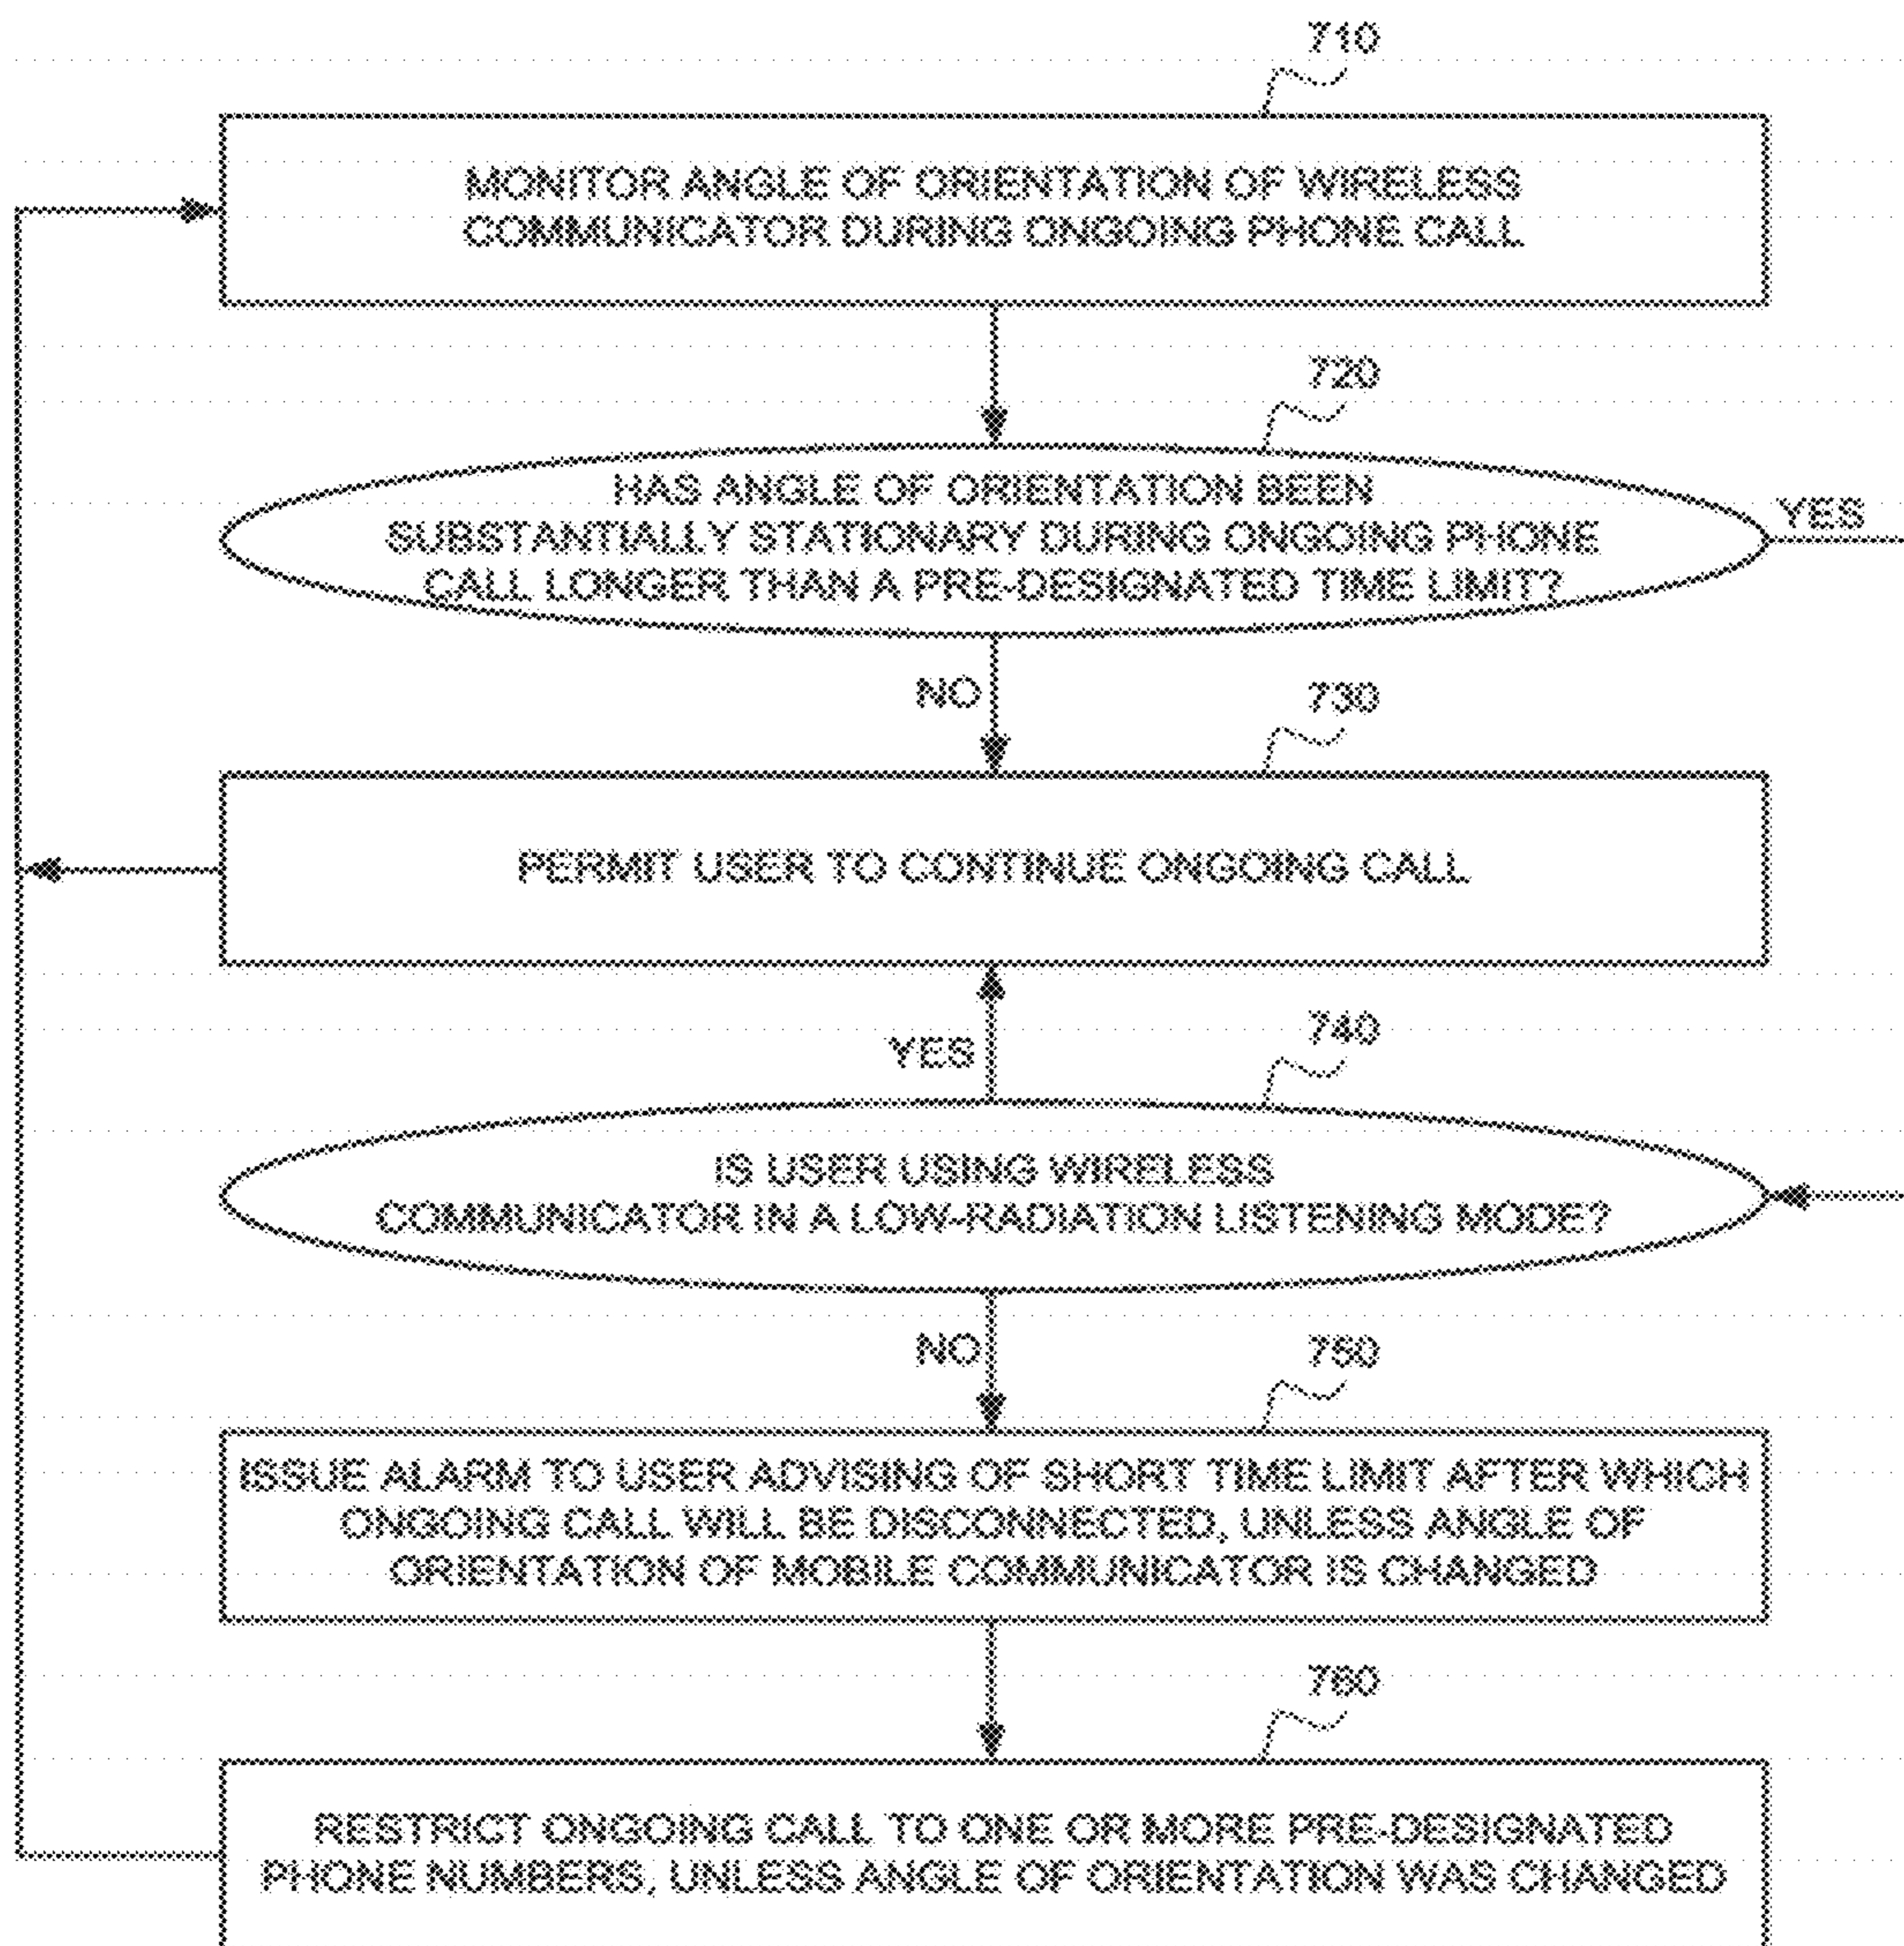 710
MONITOR ANGLE OF ORIENTATION OF WIRELESS
COMMUNICATOR DURING ONGOING PHONE CALL
720
HAS ANGLE OF ORIENTATION BEEN
SUBSTANTIALLY STATIONARY DURING ONGOING PHONE
CALL LONGER THAN A PRE-DESIGNATED TIME LIMIT?
YES
NO
730
PERMIT USER TO CONTINUE ONGOING CALL
YES
740
IS USER USING WIRELESS
COMMUNICATOR IN A LOW-RADIATION LISTENING MODE?
NO
750
ISSUE ALARM TO USER ADVISING OF SHORT TIME LIMIT AFTER WHICH
ONGOING CALL WILL BE DISCONNECTED, UNLESS ANGLE OF
ORIENTATION OF MOBILE COMMUNICATOR IS CHANGED
760
RESTRICT ONGOING CALL TO ONE OR MORE PRE-DESIGNATED
PHONE NUMBERS, UNLESS ANGLE OF ORIENTATION WAS CHANGED